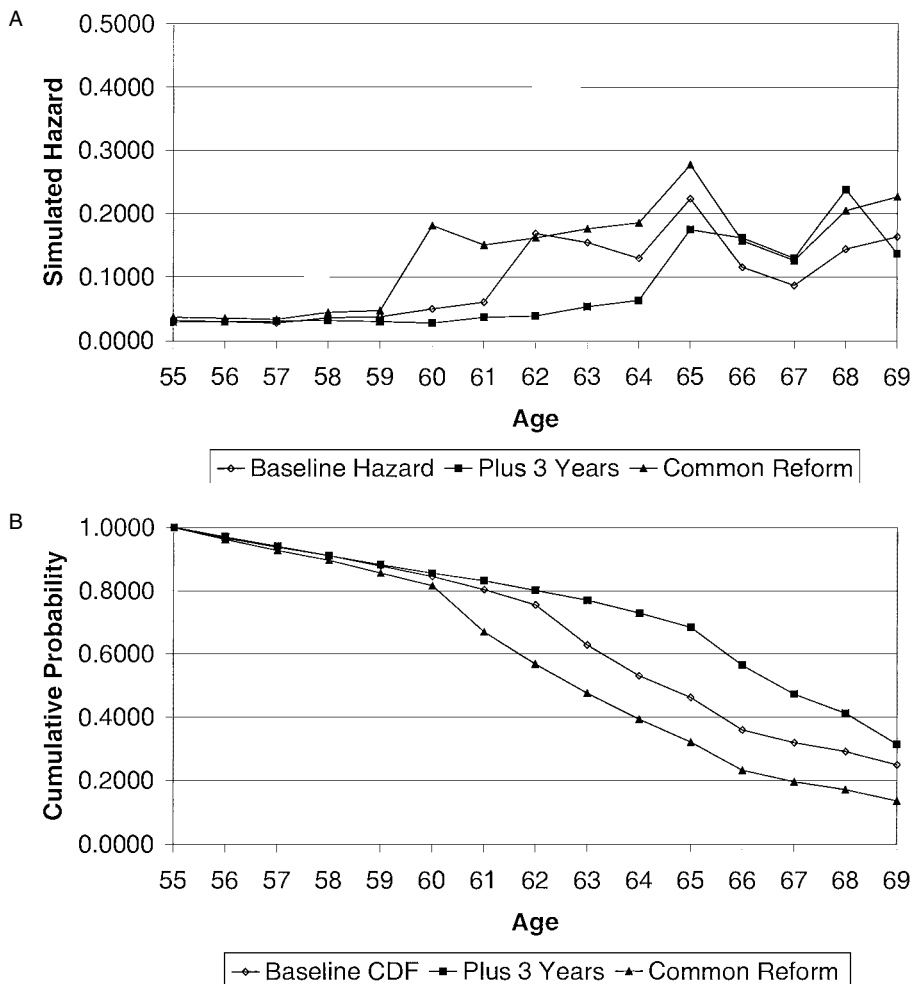 A
Simulated Hazard
0.5000
0.4000
0.3000
0.2000
0.1000
0.0000
55 56 57 58 59 60 61 62 63 64 65 66 67 68 69
Age
Baseline Hazard Plus 3 Years Common Reform
B
Cumulative Probability
1.0000
0.8000
0.6000
0.4000
0.2000
0.0000
55 56 57 58 59 60 61 62 63 64 65 66 67 68 69
Age
Baseline CDF Plus 3 Years Common Reform